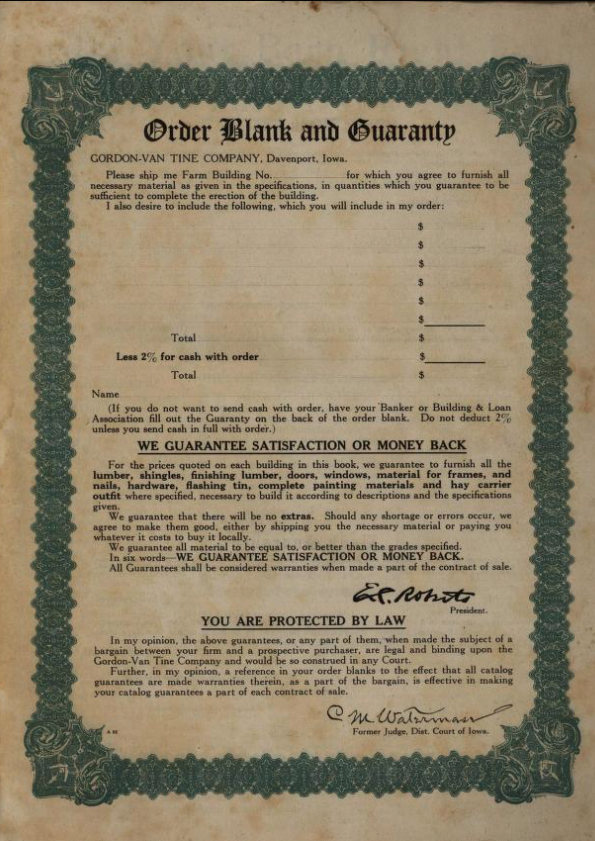 Order Blank and Guaranty
GORDON-VAN TINE COMPANY, Davenport, Iowa.
Please ship me Farm Building No. for which you agree to furnish all
necessary material as given in the specifications, in quantities which you guarantee to be
sufficient to complete the erection of the building.
I also desire to include the following, which you will include in my order:
$
$
$
$
$
$
Total $
Less 2% for cash with order $
Total $
Name
(If you do not want to send cash with order, have your Banker or Building & Loan
Association fill out the Guaranty on the back of the order blank. Do not deduct 2%
unless you send cash in full with order.)
WE GUARANTEE SATISFACTION OR MONEY BACK
For the prices quoted on each building in this book, we guarantee to furnish all the
lumber, shingles, finishing lumber, doors, windows, material for frames, and
nails, hardware, flashing tin, complete painting materials and hay carrier
outfit where specified, necessary to build it according to descriptions and the specifications
given.
We guarantee that there will be no extras. Should any shortage or errors occur, we
agree to make them good, either by shipping you the necessary material or paying you
whatever it costs to buy it locally.
We guarantee all material to be equal to, or better than the grades specified.
In six words—WE GUARANTEE SATISFACTION OR MONEY BACK.
All Guarantees shall be considered warranties when made a part of the contract of sale.
E.C. Roberts
President.
YOU ARE PROTECTED BY LAW
In my opinion, the above guarantees, or any part of them, when made the subject of a
bargain between your firm and a prospective purchaser, are legal and binding upon the
Gordon-Van Tine Company and would be so construed in any Court.
Further, in my opinion, a reference in your order blanks to the effect that all catalog
guarantees are made warranties therein, as a part of the bargain, is effective in making
your catalog guarantees a part of each contract of sale.
C M Waterman
Former Judge, Dist. Court of Iowa.